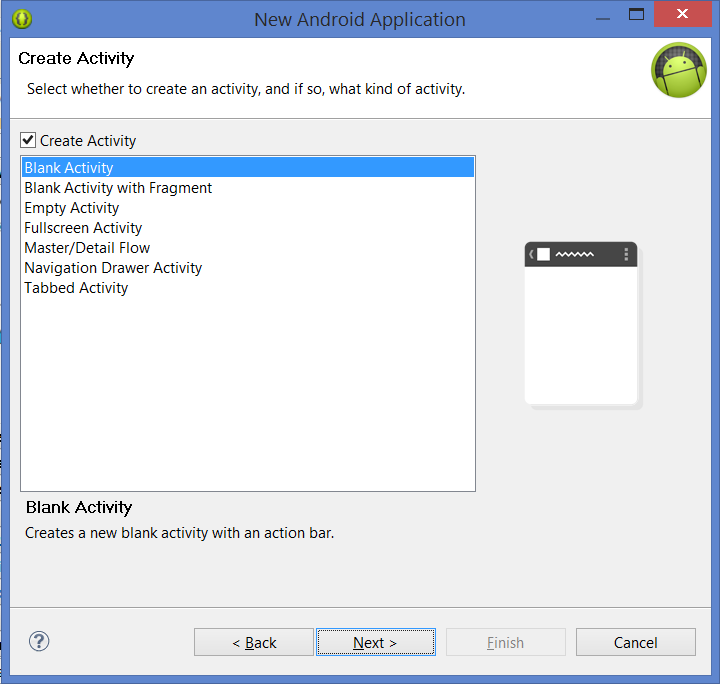 New Android Application
Create Activity
Select whether to create an activity, and if so, what kind of activity.
Create Activity
Blank Activity
Blank Activity with Fragment
Empty Activity
Fullscreen Activity
Master/Detail Flow
Navigation Drawer Activity
Tabbed Activity
Blank Activity
Creates a new blank activity with an action bar.
? < Back Next > Finish Cancel